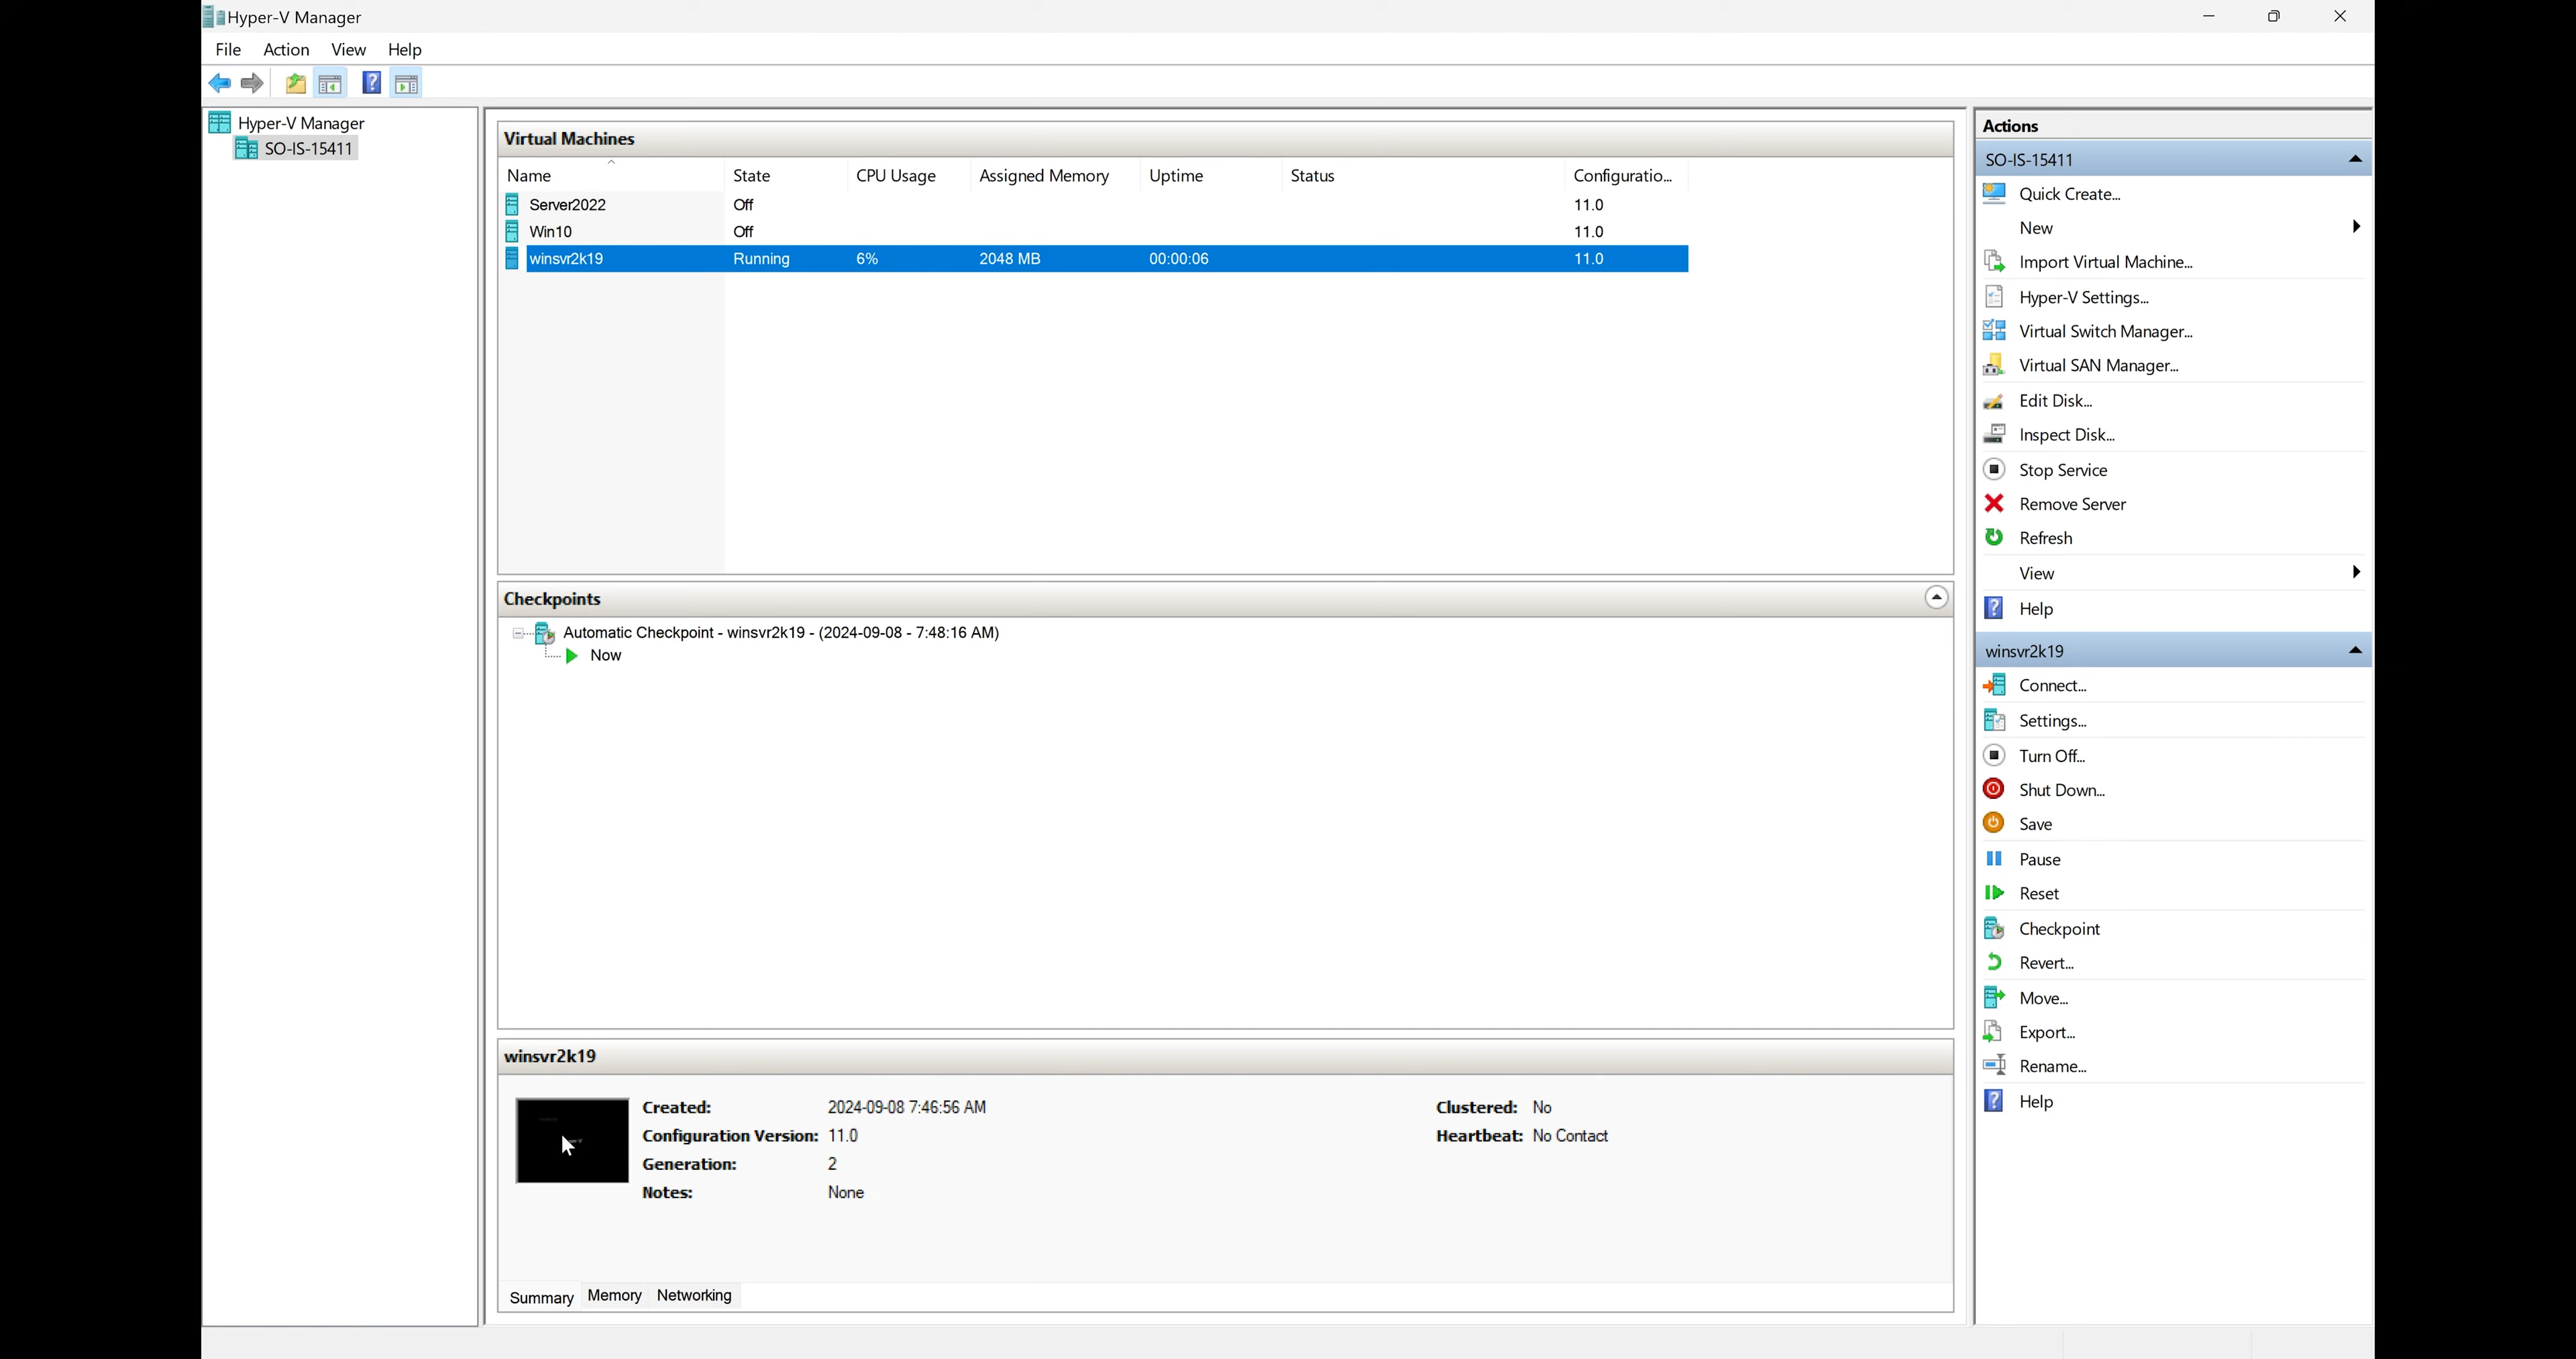 Hyper-V Manager
File Action View Help
Hyper-V Manager
SO-IS-15411
Virtual Machines
Name State CPU Usage Assigned Memory Uptime Status Configuratio...
Server2022 Off 11.0
Win10 Off 11.0
winsvr2k19 Running 6% 2048 MB 00:00:06 11.0
Checkpoints
Automatic Checkpoint - winsvr2k19 - (2024-09-08 - 7:48:16 AM)
Now
winsvr2k19
Created: 2024-09-08 7:46:56 AM Clustered: No
Configuration Version: 11.0 Heartbeat: No Contact
Generation: 2
Notes: None
Summary Memory Networking
Actions
SO-IS-15411
Quick Create...
New
Import Virtual Machine...
Hyper-V Settings...
Virtual Switch Manager...
Virtual SAN Manager...
Edit Disk...
Inspect Disk...
Stop Service
Remove Server
Refresh
View
Help
winsvr2k19
Connect...
Settings...
Turn Off...
Shut Down...
Save
Pause
Reset
Checkpoint
Revert...
Move...
Export...
Rename...
Help